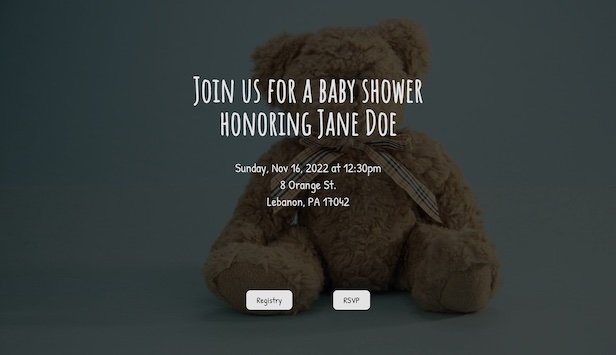 Join us for a baby shower
honoring Jane Doe
Sunday, Nov 16, 2022 at 12:30pm
8 Orange St.
Lebanon, PA 17042
Registry
RSVP